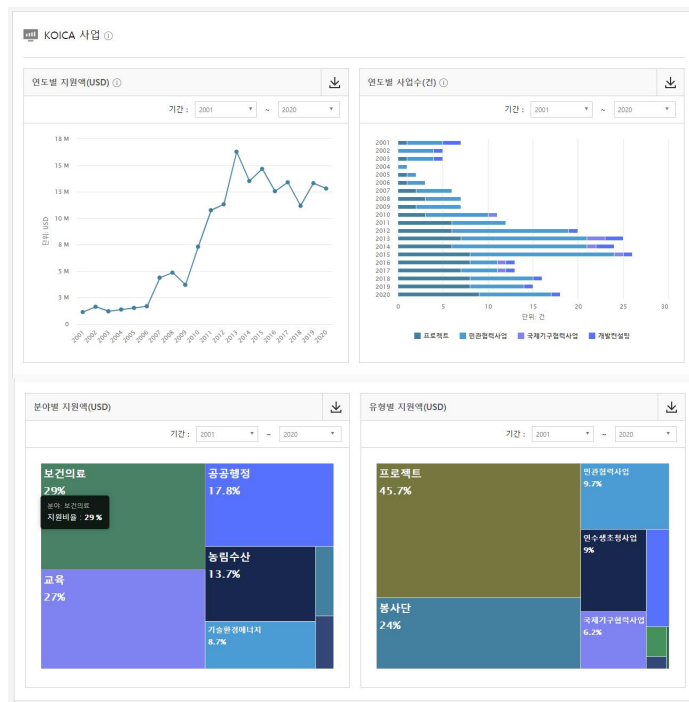 KOICA 사업
연도별 지원액(USD)
기간 : 2001 ~ 2020
18 M
15 M
13 M
10 M
8 M
5 M
3 M
0
단위: USD
2001 2002 2003 2004 2005 2006 2007 2008 2009 2010 2011 2012 2013 2014 2015 2016 2017 2018 2019 2020
연도별 사업수(건)
기간 : 2001 ~ 2020
2001
2002
2003
2004
2005
2006
2007
2008
2009
2010
2011
2012
2013
2014
2015
2016
2017
2018
2019
2020
0 5 10 15 20 25 30
단위: 건
프로젝트 민관협력사업 국제기구협력사업 개발컨설팅
분야별 지원액(USD)
기간 : 2001 ~ 2020
보건의료
29%
분야: 보건의료
지원비율 : 29 %
교육
27%
공공행정
17.8%
농림수산
13.7%
기술환경에너지
8.7%
유형별 지원액(USD)
기간 : 2001 ~ 2020
프로젝트
45.7%
봉사단
24%
민관협력사업
9.7%
연수생초청사업
9%
국제기구협력사업
6.2%